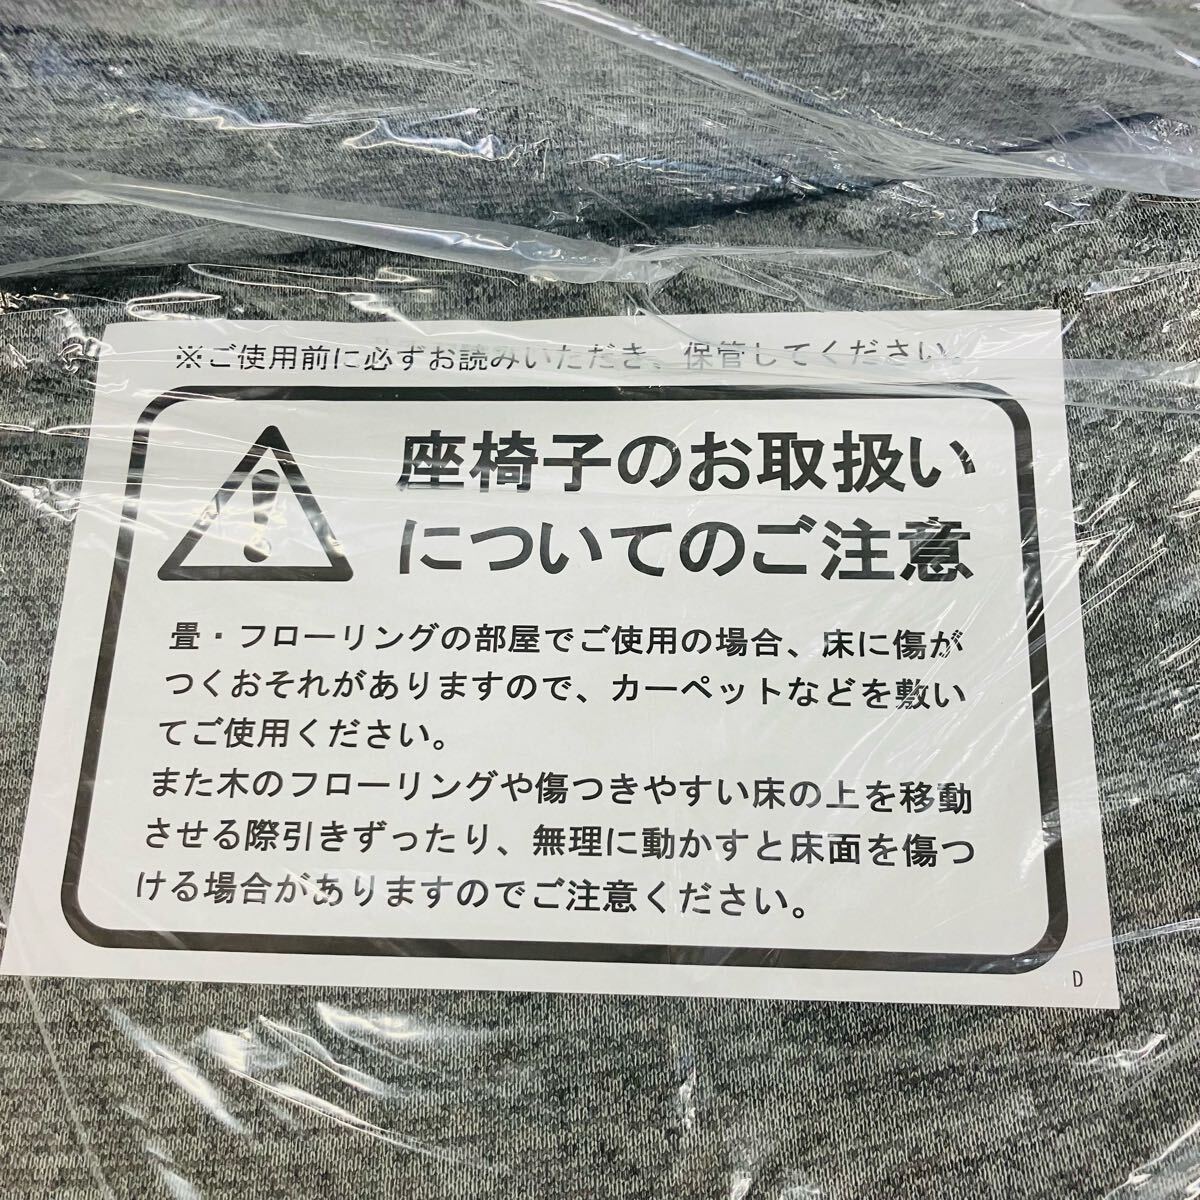 ※ご使用前に必ずお読みいただき、保管してください。
座椅子のお取扱い
についてのご注意
畳・フローリングの部屋でご使用の場合、床に傷が
つくおそれがありますので、カーペットなどを敷い
てご使用ください。
また木のフローリングや傷つきやすい床の上を移動
させる際引きずったり、無理に動かすと床面を傷つ
ける場合がありますのでご注意ください。
D